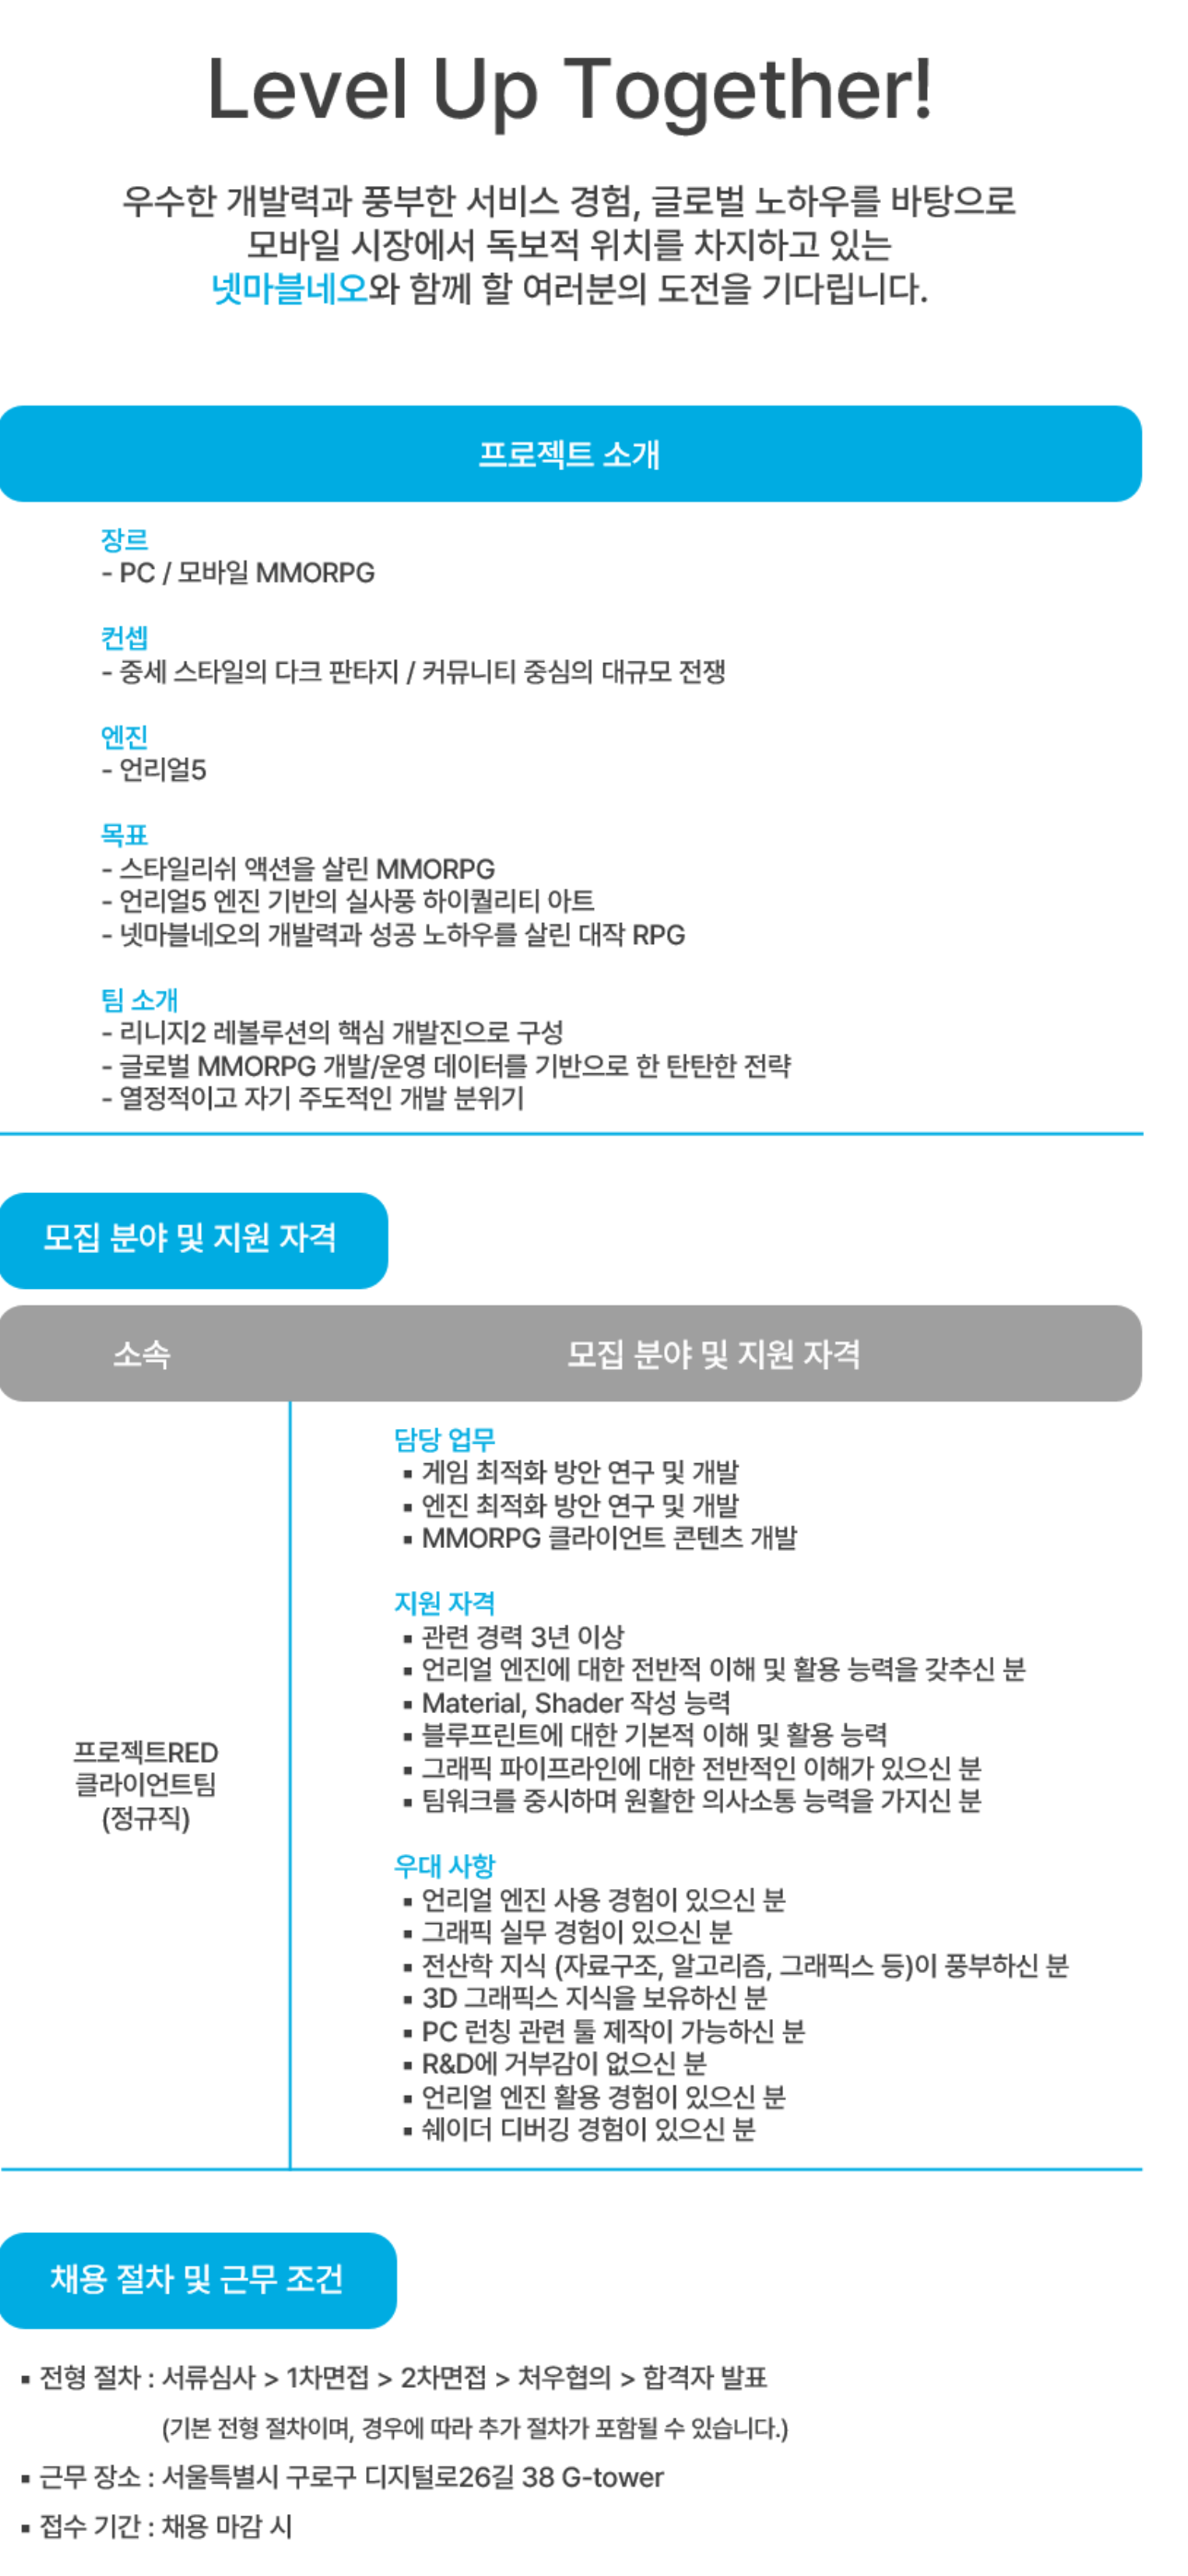 Level Up Together!
우수한 개발력과 풍부한 서비스 경험, 글로벌 노하우를 바탕으로
모바일 시장에서 독보적 위치를 차지하고 있는
넷마블네오와 함께 할 여러분의 도전을 기다립니다.
프로젝트 소개
장르
- PC / 모바일 MMORPG
컨셉
- 중세 스타일의 다크 판타지 / 커뮤니티 중심의 대규모 전쟁
엔진
- 언리얼5
목표
- 스타일리쉬 액션을 살린 MMORPG
- 언리얼5 엔진 기반의 실사풍 하이퀄리티 아트
- 넷마블네오의 개발력과 성공 노하우를 살린 대작 RPG
팀 소개
- 리니지2 레볼루션의 핵심 개발진으로 구성
- 글로벌 MMORPG 개발/운영 데이터를 기반으로 한 탄탄한 전략
- 열정적이고 자기 주도적인 개발 분위기
모집 분야 및 지원 자격
소속
모집 분야 및 지원 자격
프로젝트RED
클라이언트팀
(정규직)
담당 업무
▪ 게임 최적화 방안 연구 및 개발
▪ 엔진 최적화 방안 연구 및 개발
▪ MMORPG 클라이언트 콘텐츠 개발
지원 자격
▪ 관련 경력 3년 이상
▪ 언리얼 엔진에 대한 전반적 이해 및 활용 능력을 갖추신 분
▪ Material, Shader 작성 능력
▪ 블루프린트에 대한 기본적 이해 및 활용 능력
▪ 그래픽 파이프라인에 대한 전반적인 이해가 있으신 분
▪ 팀워크를 중시하며 원활한 의사소통 능력을 가지신 분
우대 사항
▪ 언리얼 엔진 사용 경험이 있으신 분
▪ 그래픽 실무 경험이 있으신 분
▪ 전산학 지식 (자료구조, 알고리즘, 그래픽스 등)이 풍부하신 분
▪ 3D 그래픽스 지식을 보유하신 분
▪ PC 런칭 관련 툴 제작이 가능하신 분
▪ R&D에 거부감이 없으신 분
▪ 언리얼 엔진 활용 경험이 있으신 분
▪ 쉐이더 디버깅 경험이 있으신 분
채용 절차 및 근무 조건
▪ 전형 절차 : 서류심사 > 1차면접 > 2차면접 > 처우협의 > 합격자 발표
(기본 전형 절차이며, 경우에 따라 추가 절차가 포함될 수 있습니다.)
▪ 근무 장소 : 서울특별시 구로구 디지털로26길 38 G-tower
▪ 접수 기간 : 채용 마감 시